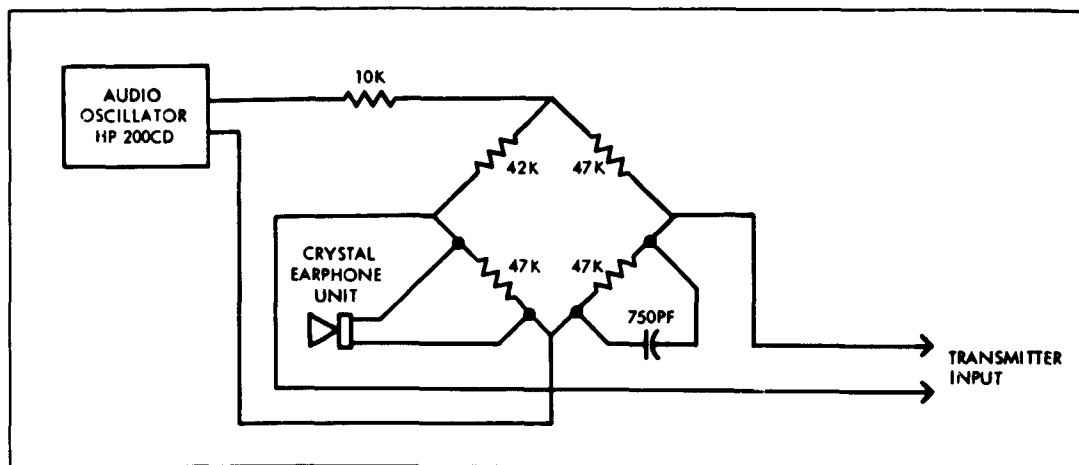 AUDIO
OSCILLATOR
HP 200CD
10K
42K
47K
CRYSTAL
EARPHONE
UNIT
47K
47K
750PF
TRANSMITTER
INPUT